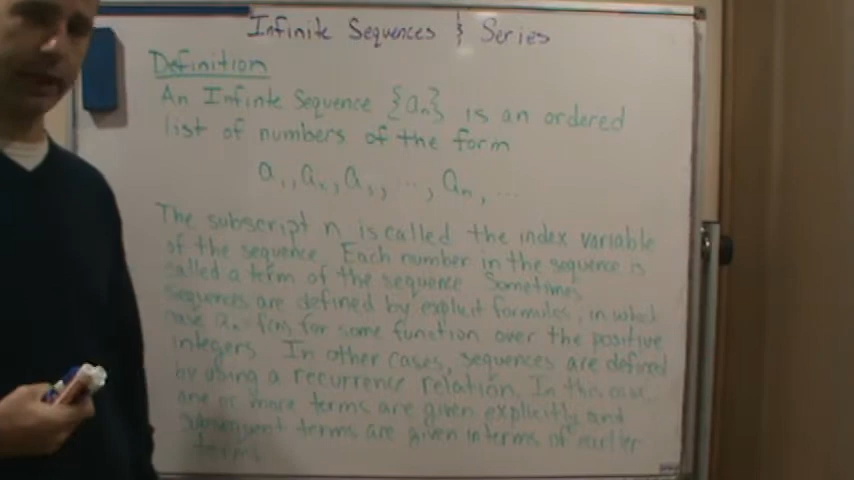 Infinite Sequences & Series
Definition
An Infinite Sequence {aₙ} is an ordered
list of numbers of the form
a₁, a₂, a₃, ..., aₙ, ...
The subscript n is called the index variable
of the sequence. Each number in the sequence is
called a term of the sequence. Sometimes
sequences are defined by explicit formulas, in which
case aₙ=f(n) for some function over the positive
integers. In other cases, sequences are defined
by using a recurrence relation. In this case,
one or more terms are given explicitly and
subsequent terms are given in terms of earlier
terms.